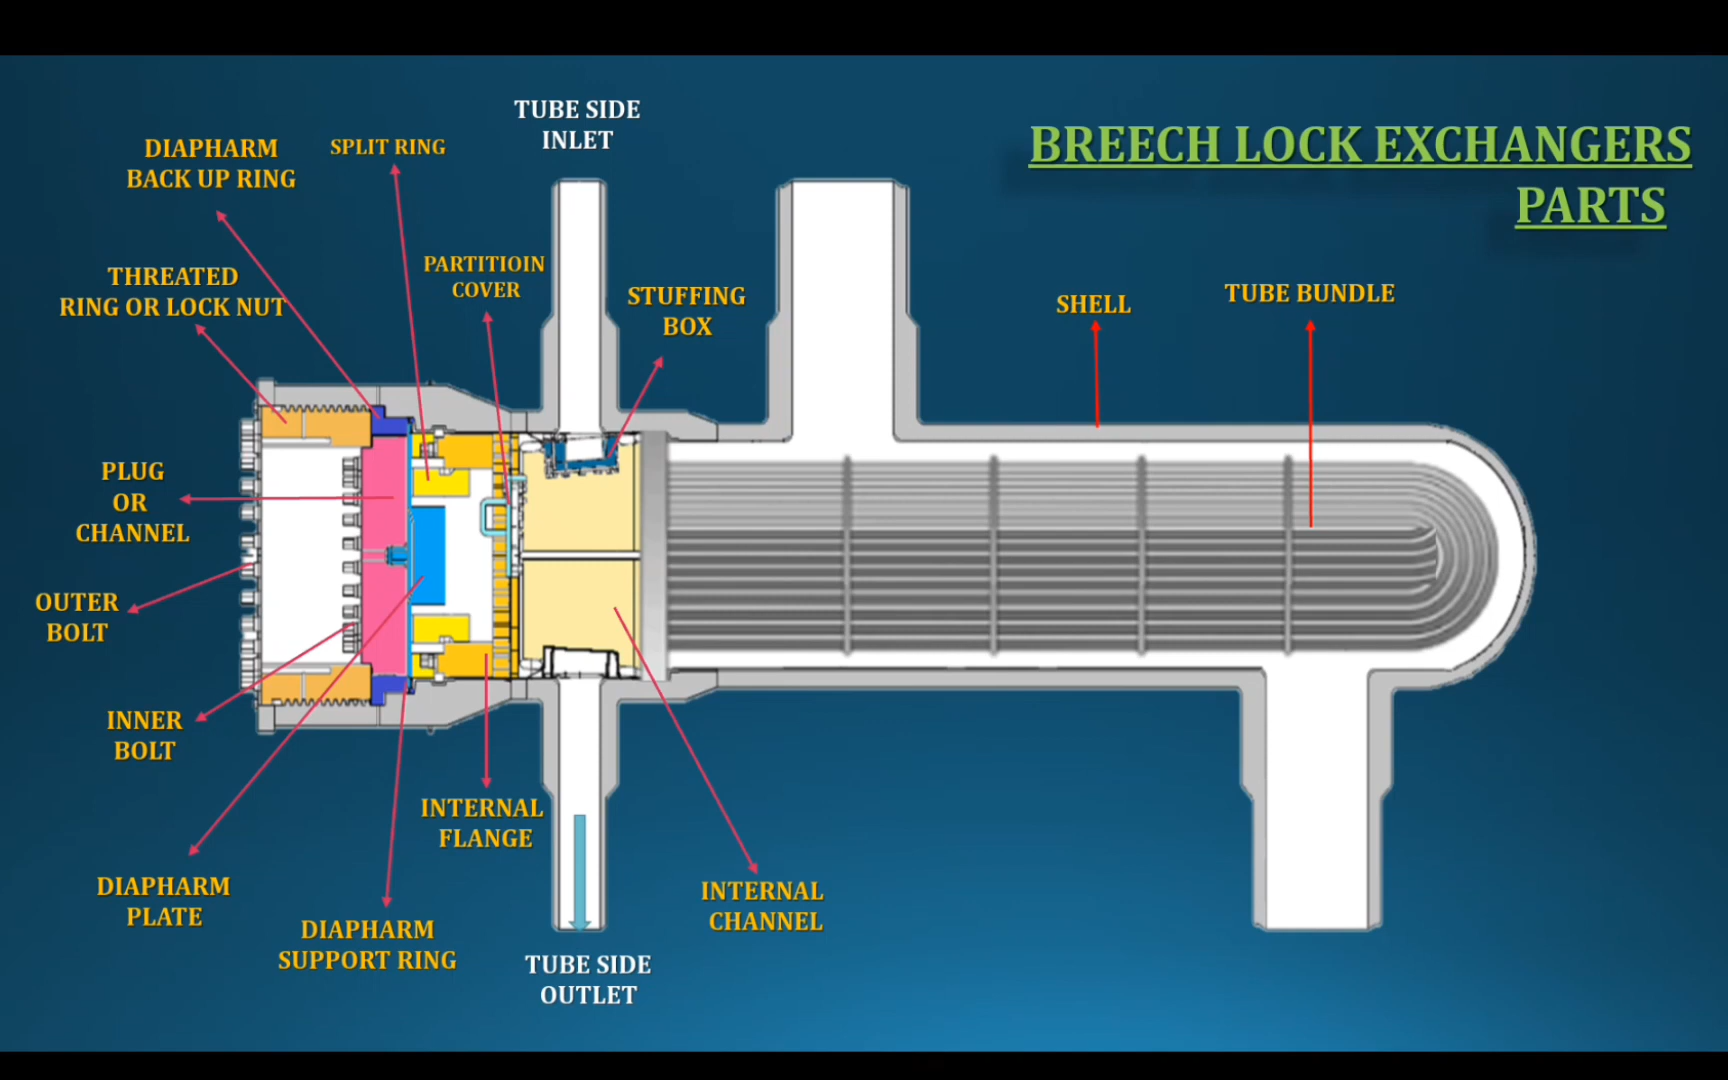 BREECH LOCK EXCHANGERS
PARTS
TUBE SIDE
INLET
DIAPHARM
BACK UP RING
SPLIT RING
THREATED
RING OR LOCK NUT
PARTITIOIN
COVER
STUFFING
BOX
SHELL
TUBE BUNDLE
PLUG
OR
CHANNEL
OUTER
BOLT
INNER
BOLT
INTERNAL
FLANGE
DIAPHARM
PLATE
DIAPHARM
SUPPORT RING
INTERNAL
CHANNEL
TUBE SIDE
OUTLET